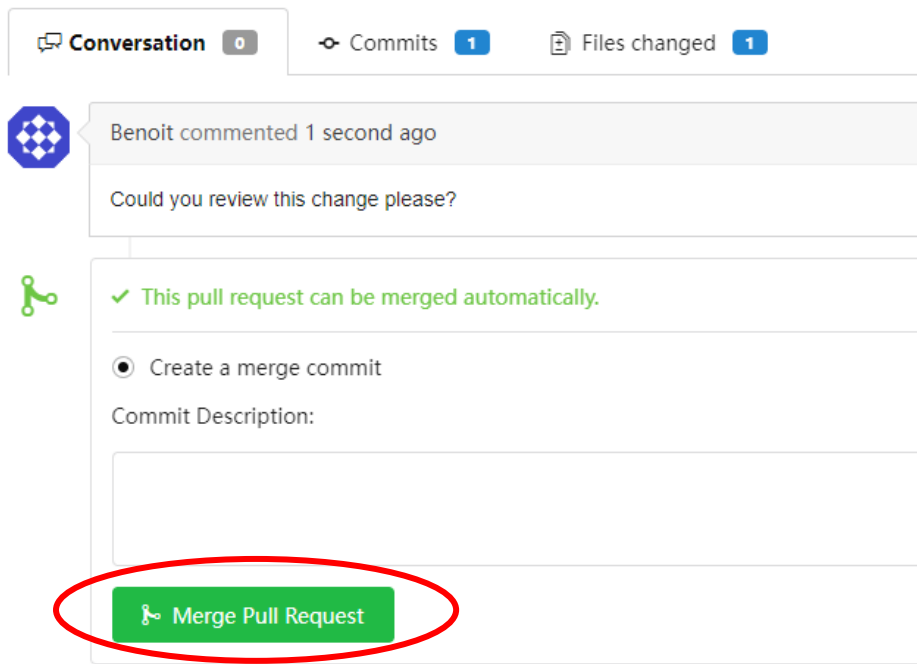 Conversation 0 Commits 1 Files changed 1
Benoit commented 1 second ago
Could you review this change please?
This pull request can be merged automatically.
Create a merge commit
Commit Description:
Merge Pull Request